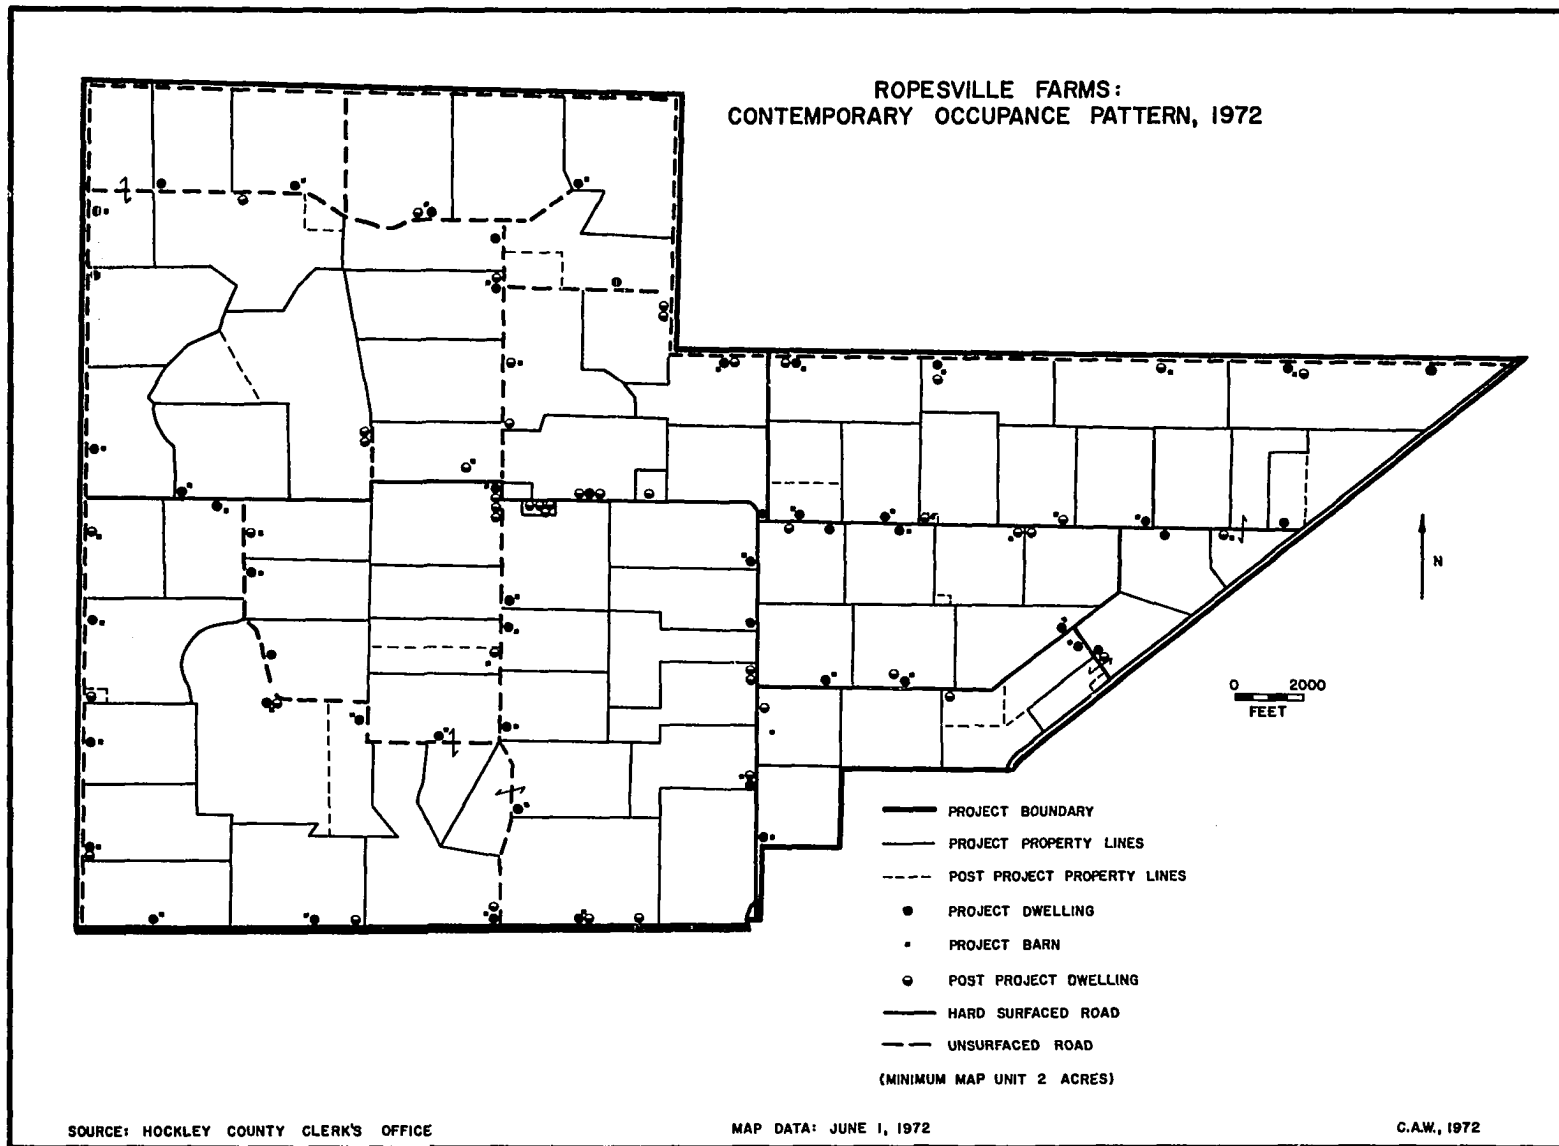 ROPESVILLE FARMS:
CONTEMPORARY OCCUPANCE PATTERN, 1972
N
0 2000
FEET
PROJECT BOUNDARY
PROJECT PROPERTY LINES
POST PROJECT PROPERTY LINES
PROJECT DWELLING
PROJECT BARN
POST PROJECT DWELLING
HARD SURFACED ROAD
UNSURFACED ROAD
(MINIMUM MAP UNIT 2 ACRES)
SOURCE: HOCKLEY COUNTY CLERK'S OFFICE
MAP DATA: JUNE 1, 1972
C.A.W., 1972